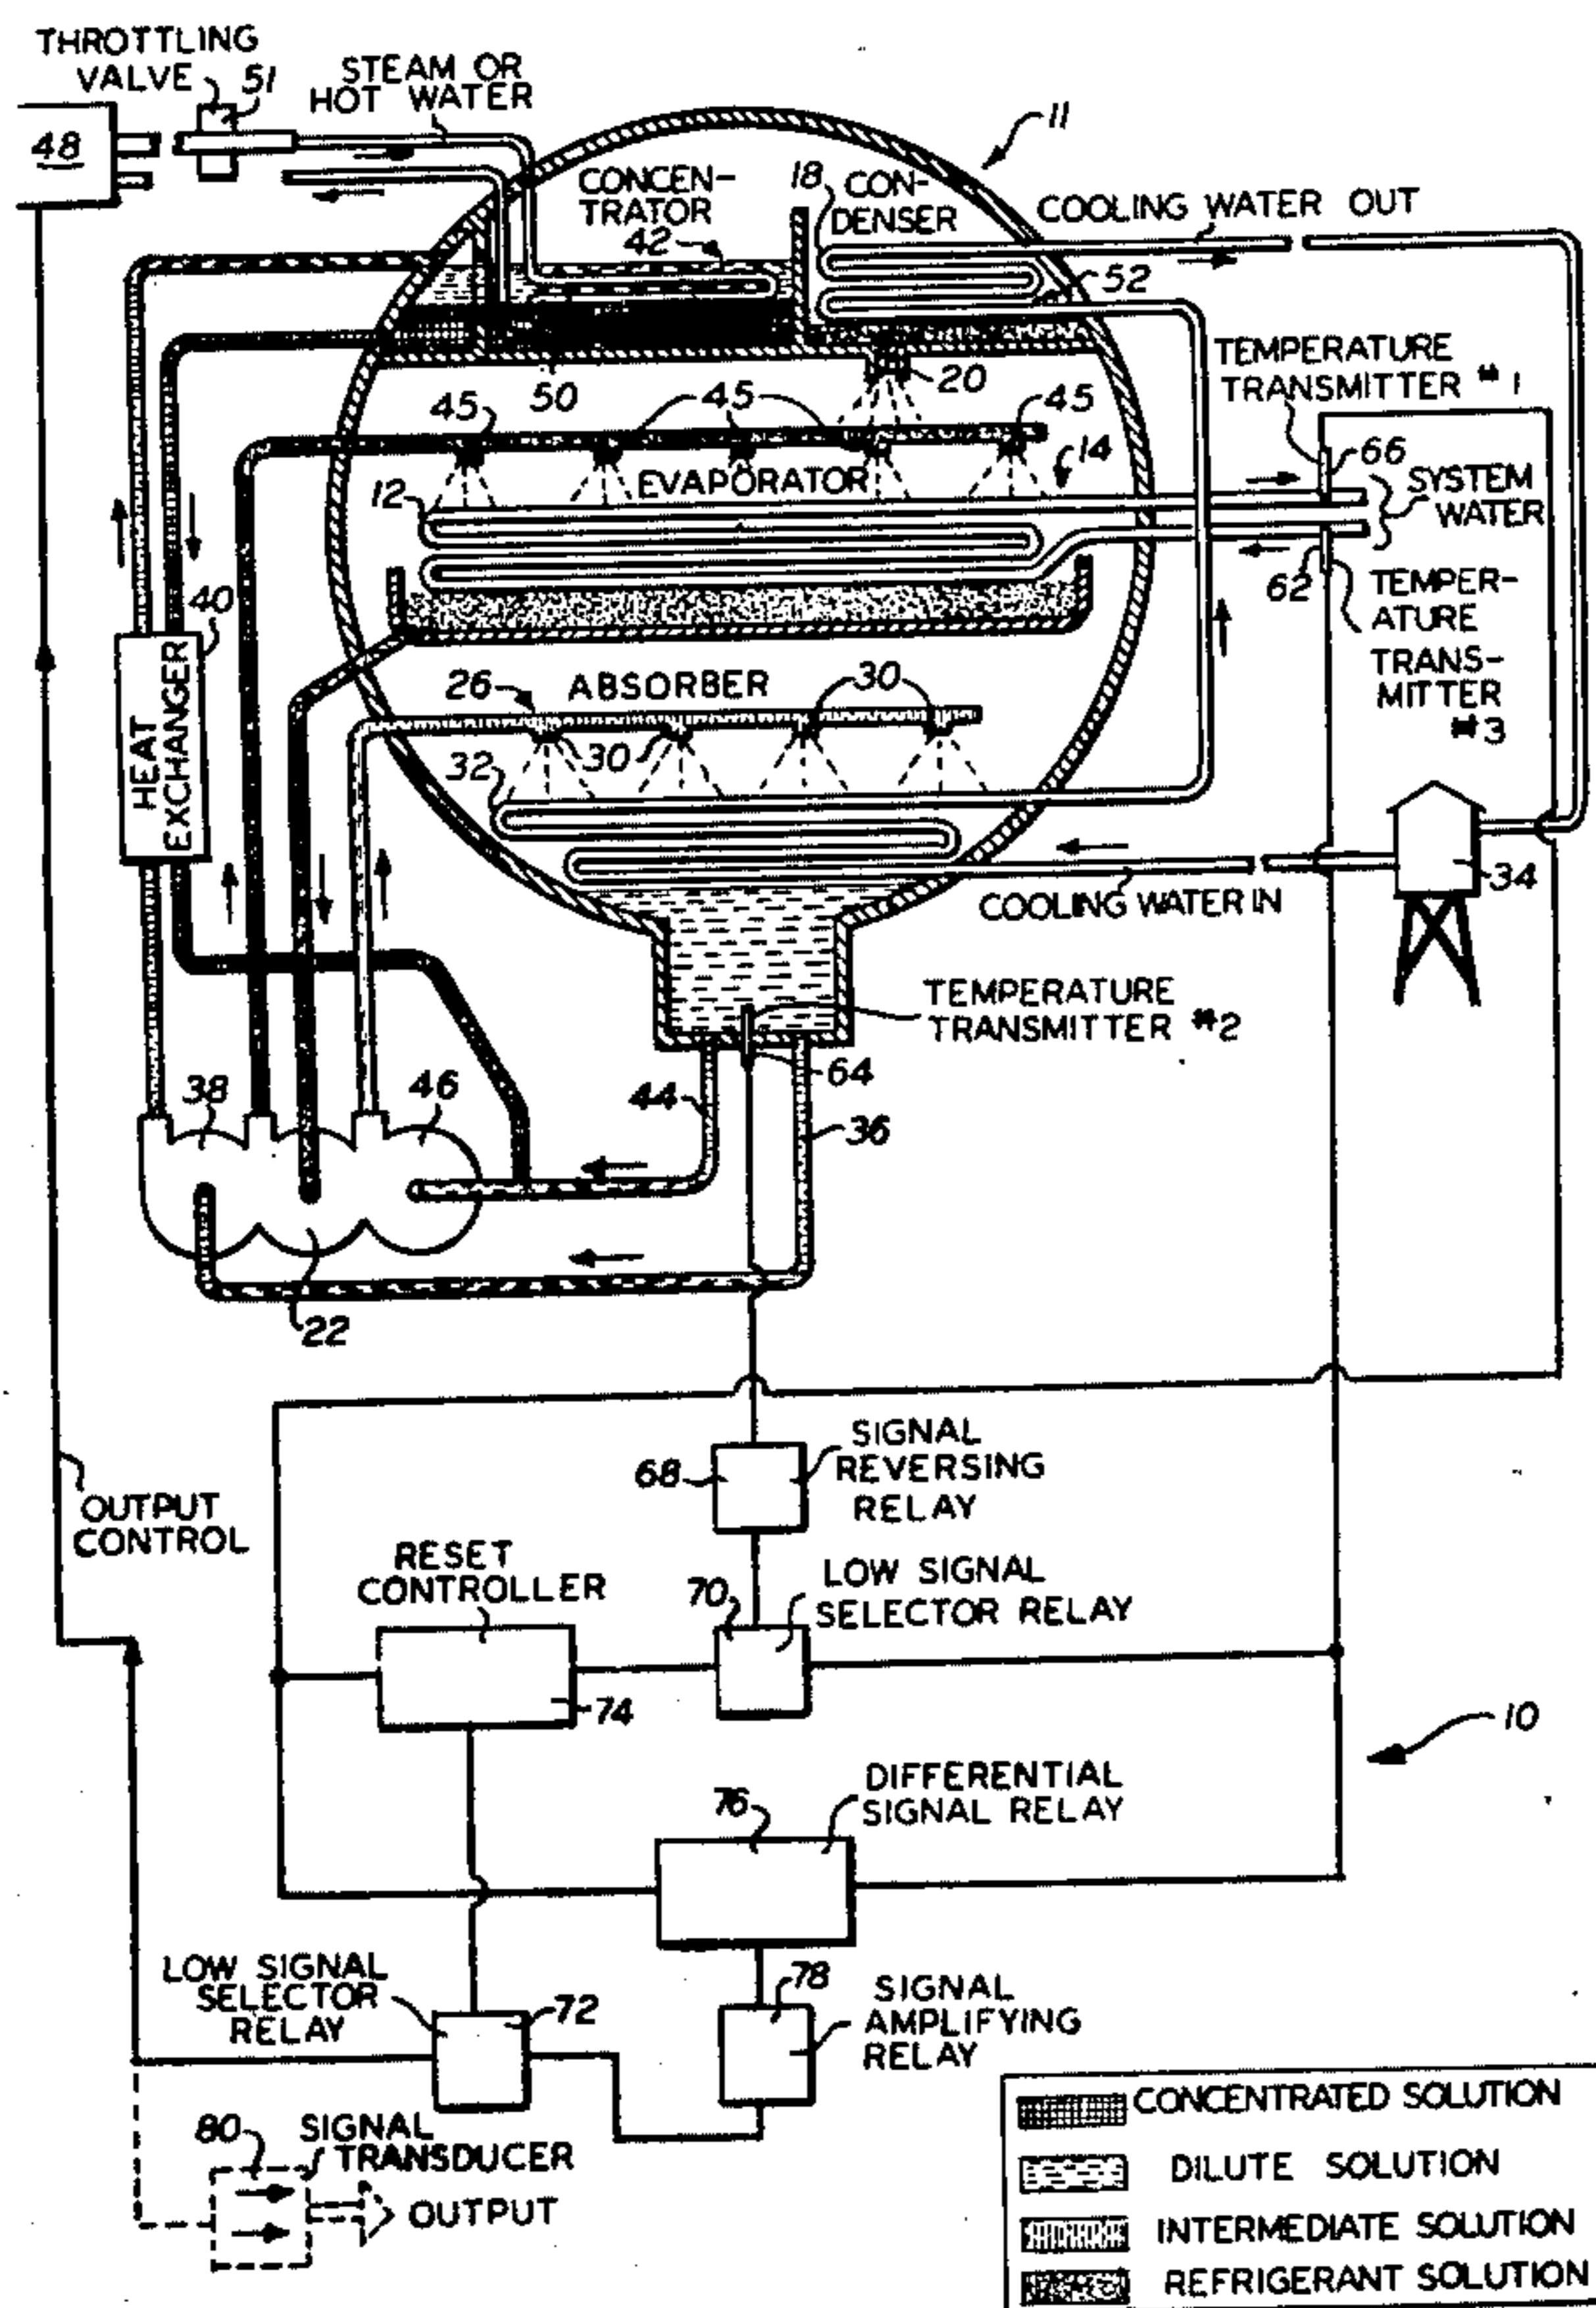 THROTTLING
VALVE 51
STEAM OR
HOT WATER
48
11
CONCEN-
TRATOR
42
18 CON-
DENSER
COOLING WATER OUT
52
TEMPERATURE
TRANSMITTER #1
20
50
45
45
45
66
14
SYSTEM
WATER
EVAPORATOR
12
62
TEMPER-
ATURE
TRANS-
MITTER
#3
40
HEAT
EXCHANGER
26
ABSORBER
30
30
32
34
COOLING WATER IN
TEMPERATURE
TRANSMITTER #2
64
38
46
44
36
22
SIGNAL
REVERSING
RELAY
68
OUTPUT
CONTROL
RESET
CONTROLLER
70
LOW SIGNAL
SELECTOR RELAY
74
10
DIFFERENTIAL
SIGNAL RELAY
76
LOW SIGNAL
SELECTOR
RELAY
72
78
SIGNAL
AMPLIFYING
RELAY
80
SIGNAL
TRANSDUCER
OUTPUT
CONCENTRATED SOLUTION
DILUTE SOLUTION
INTERMEDIATE SOLUTION
REFRIGERANT SOLUTION